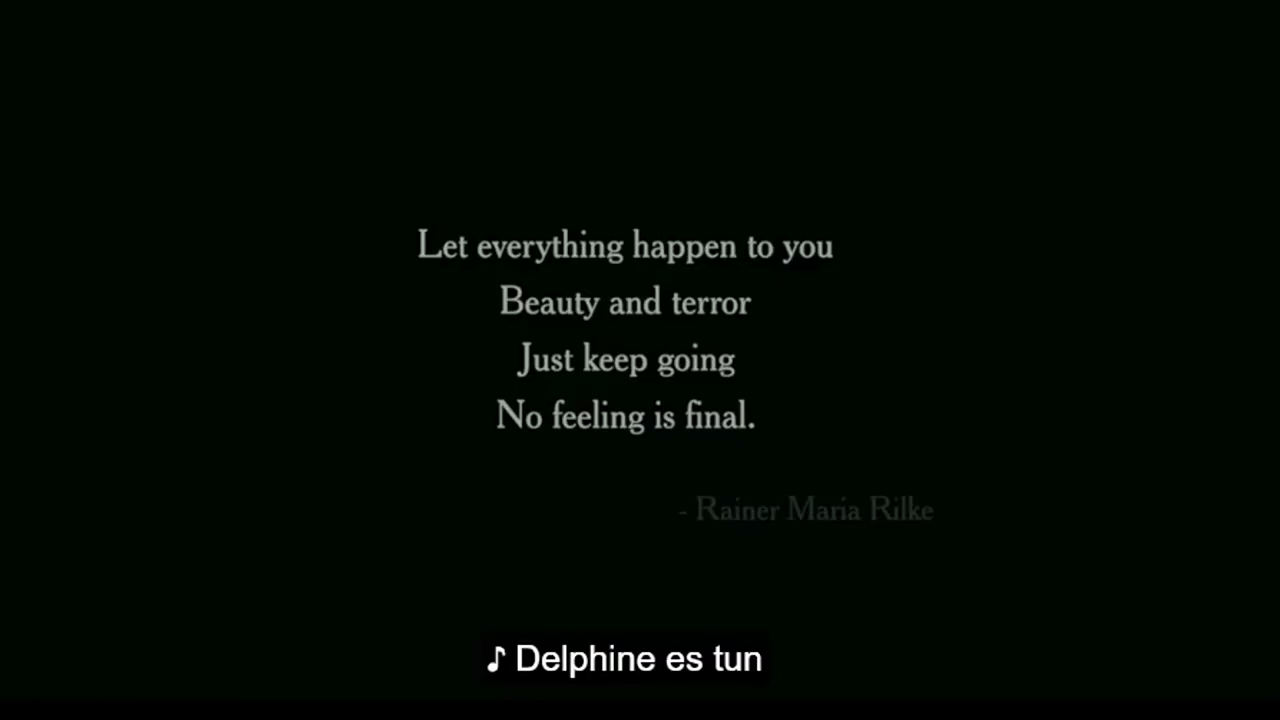 Let everything happen to you
Beauty and terror
Just keep going
No feeling is final.
- Rainer Maria Rilke
♪ Delphine es tun